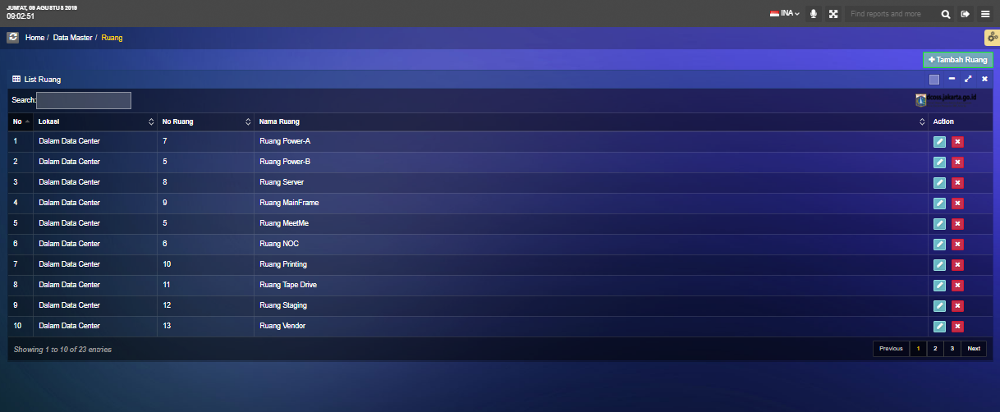 JUM'AT, 09 AGUSTUS 2019
09:02:51
INA
Find reports and more
Home / Data Master / Ruang
+Tambah Ruang
List Ruang
Search:
.jakarta.go.id
No Lokasi No Ruang Nama Ruang Action
1 Dalam Data Center 7 Ruang Power-A
2 Dalam Data Center 5 Ruang Power-B
3 Dalam Data Center 8 Ruang Server
4 Dalam Data Center 9 Ruang MainFrame
5 Dalam Data Center 5 Ruang MeetMe
6 Dalam Data Center 6 Ruang NOC
7 Dalam Data Center 10 Ruang Printing
8 Dalam Data Center 11 Ruang Tape Drive
9 Dalam Data Center 12 Ruang Staging
10 Dalam Data Center 13 Ruang Vendor
Showing 1 to 10 of 23 entries
Previous 1 2 3 Next